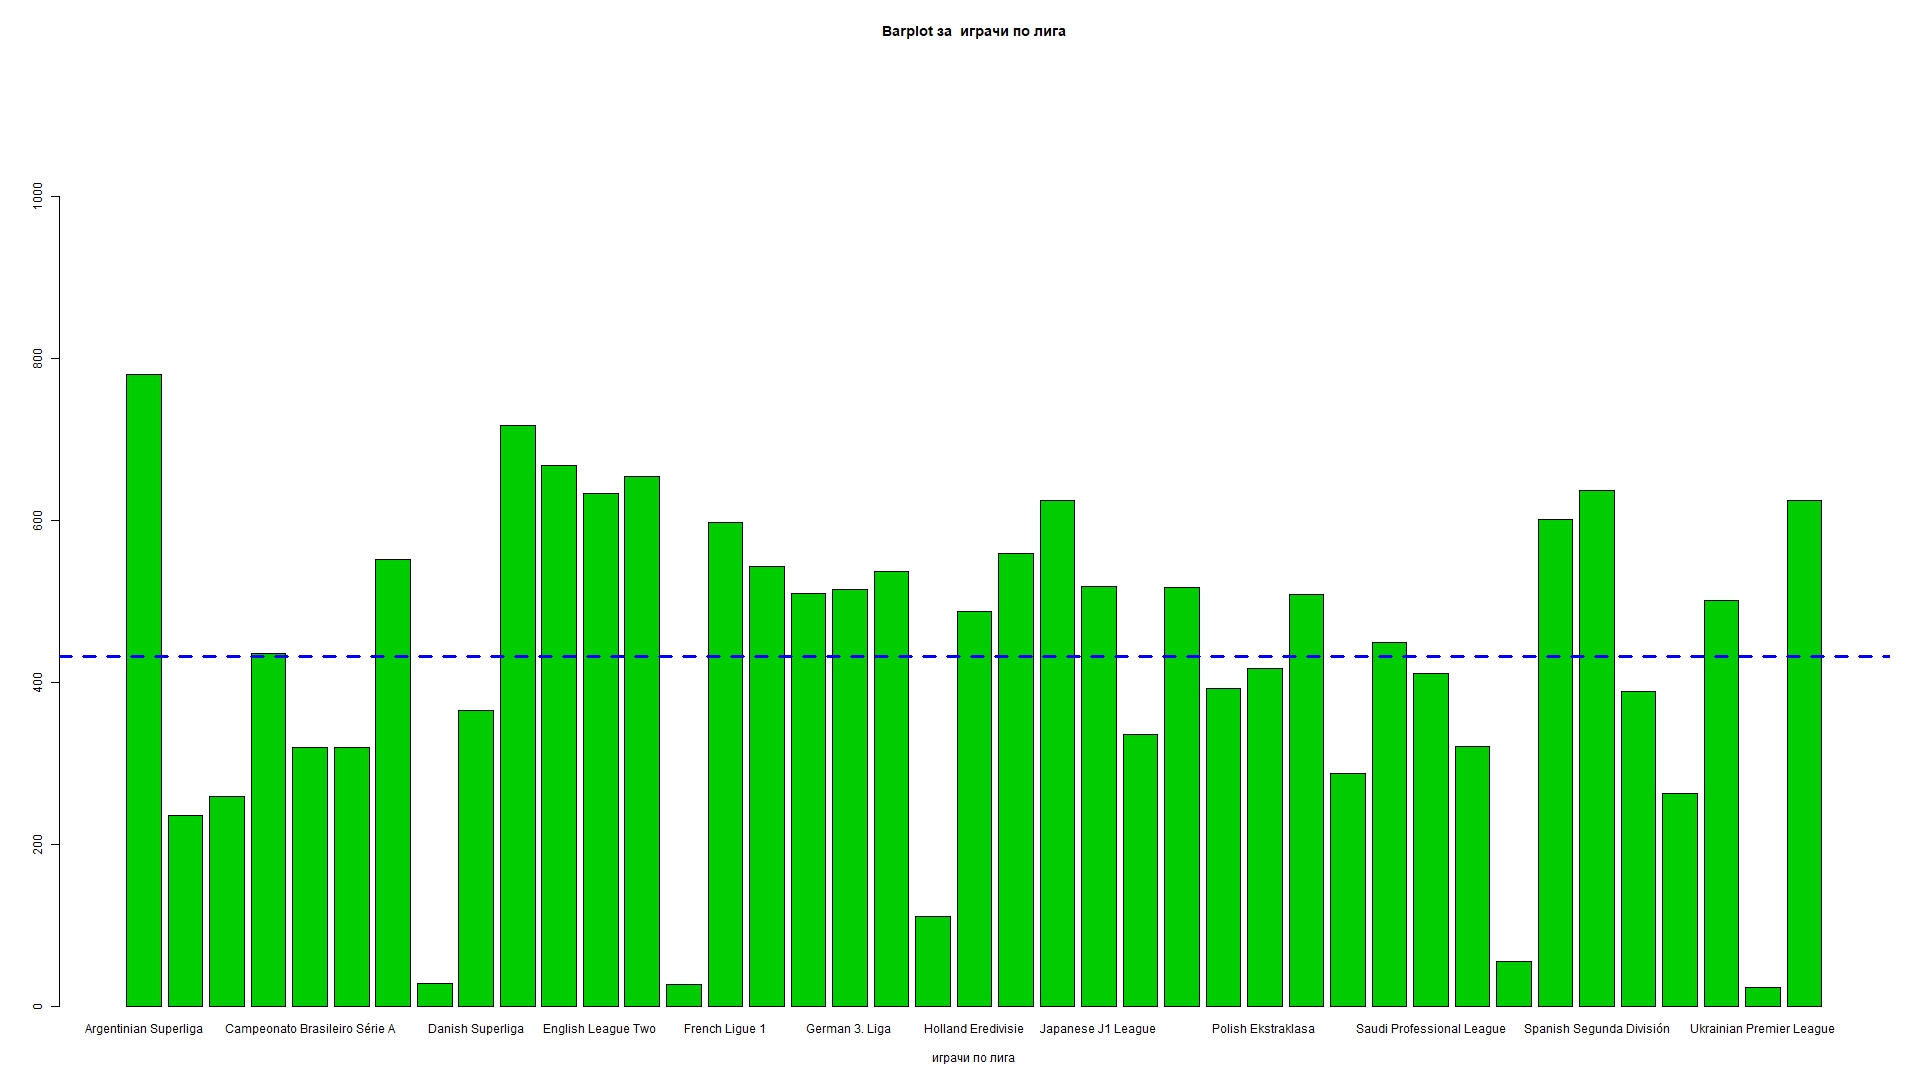 Barplot за  играчи по лига
1000
800
600
400
200
0
Argentinian Superliga Campeonato Brasileiro Série A Danish Superliga English League Two French Ligue 1 German 3. Liga Holland Eredivisie Japanese J1 League Polish Ekstraklasa Saudi Professional League Spanish Segunda División Ukrainian Premier League
играчи по лига